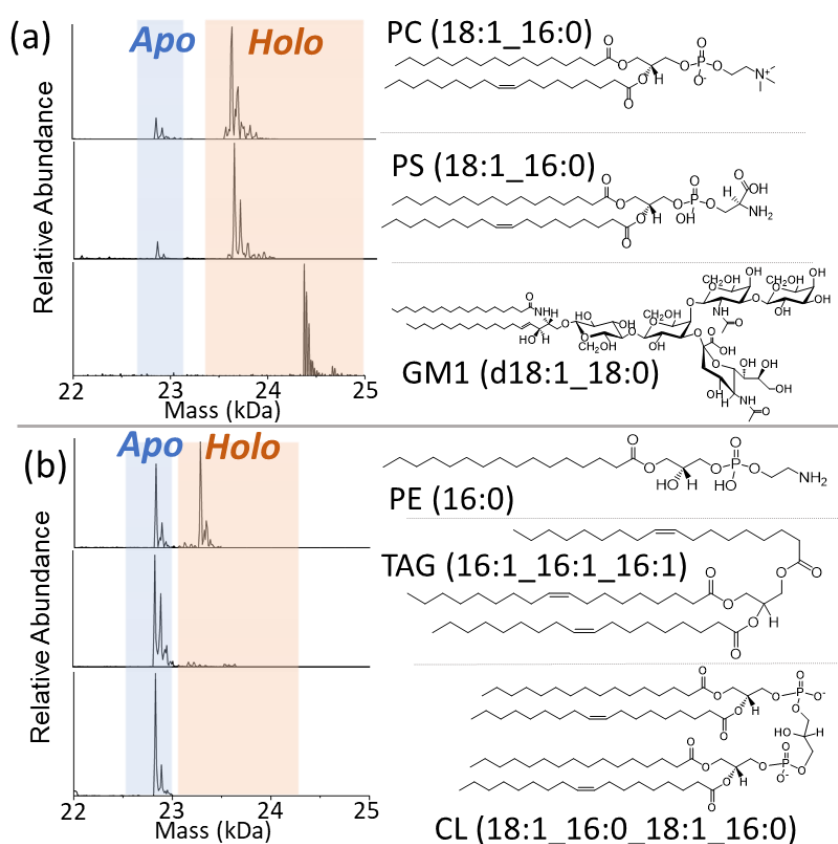 (a)
Apo Holo
Relative Abundance
22 23 24 25
Mass (kDa)
PC (18:1_16:0)
PS (18:1_16:0)
GM1 (d18:1_18:0)
(b)
Apo Holo
Relative Abundance
22 23 24 25
Mass (kDa)
PE (16:0)
TAG (16:1_16:1_16:1)
CL (18:1_16:0_18:1_16:0)